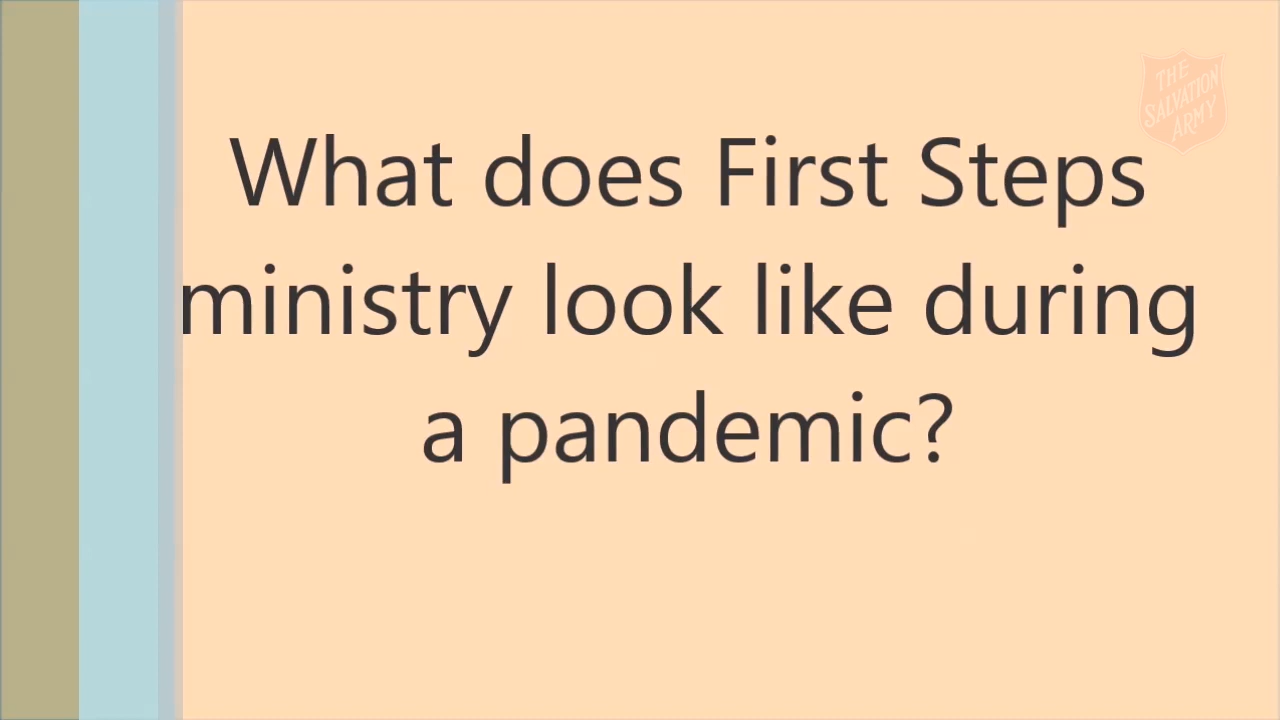 THE
SALVATION
ARMY
What does First Steps
ministry look like during
a pandemic?